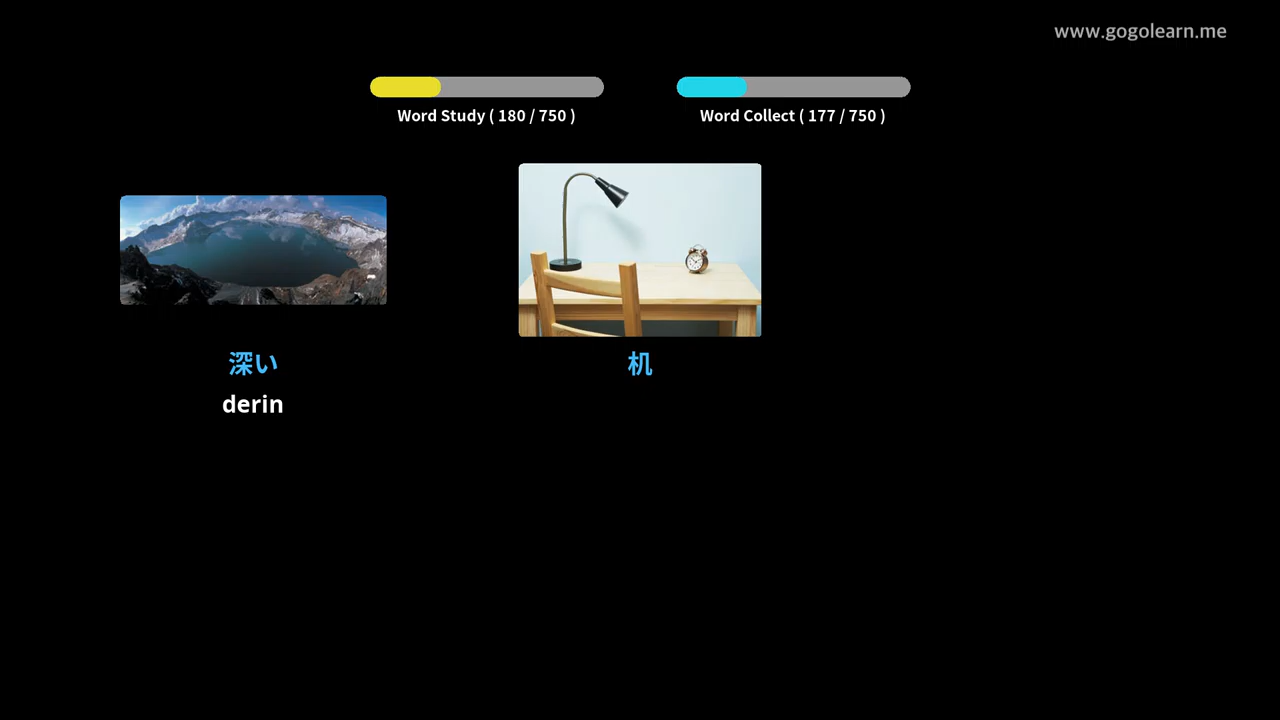 www.gogolearn.me
Word Study ( 180 / 750 )
Word Collect ( 177 / 750 )
深い
机
derin